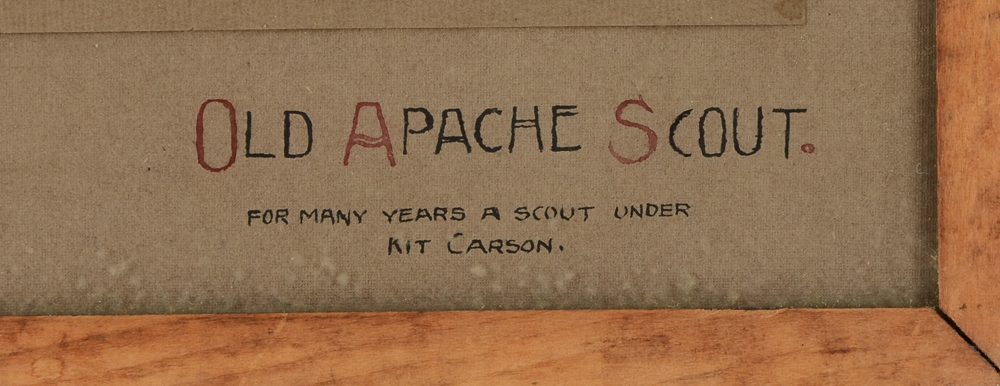 OLD APACHE SCOUT.
FOR MANY YEARS A SCOUT UNDER
KIT CARSON.